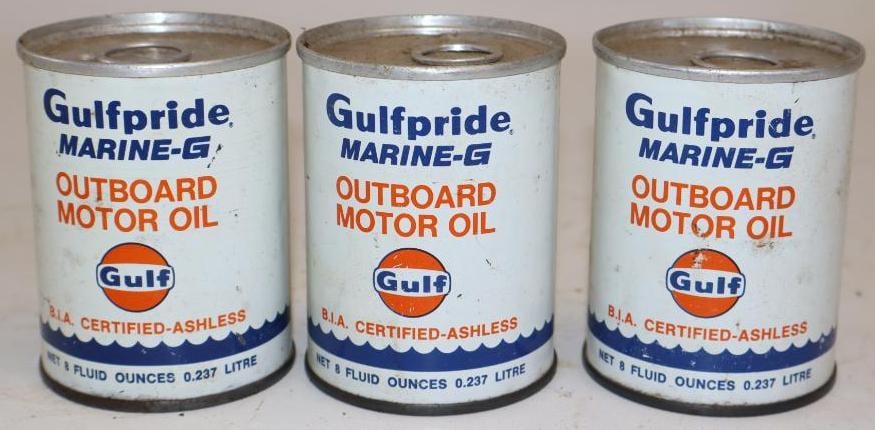 Gulfpride
MARINE-G
OUTBOARD
MOTOR OIL
Gulf
B.I.A. CERTIFIED-ASHLESS
NET 8 FLUID OUNCES 0.237 LITRE
Gulfpride
MARINE-G
OUTBOARD
MOTOR OIL
Gulf
B.I.A. CERTIFIED-ASHLESS
NET 8 FLUID OUNCES 0.237 LITRE
Gulfpride
MARINE-G
OUTBOARD
MOTOR OIL
Gulf
B.I.A. CERTIFIED-ASHLESS
NET 8 FLUID OUNCES 0.237 LITRE